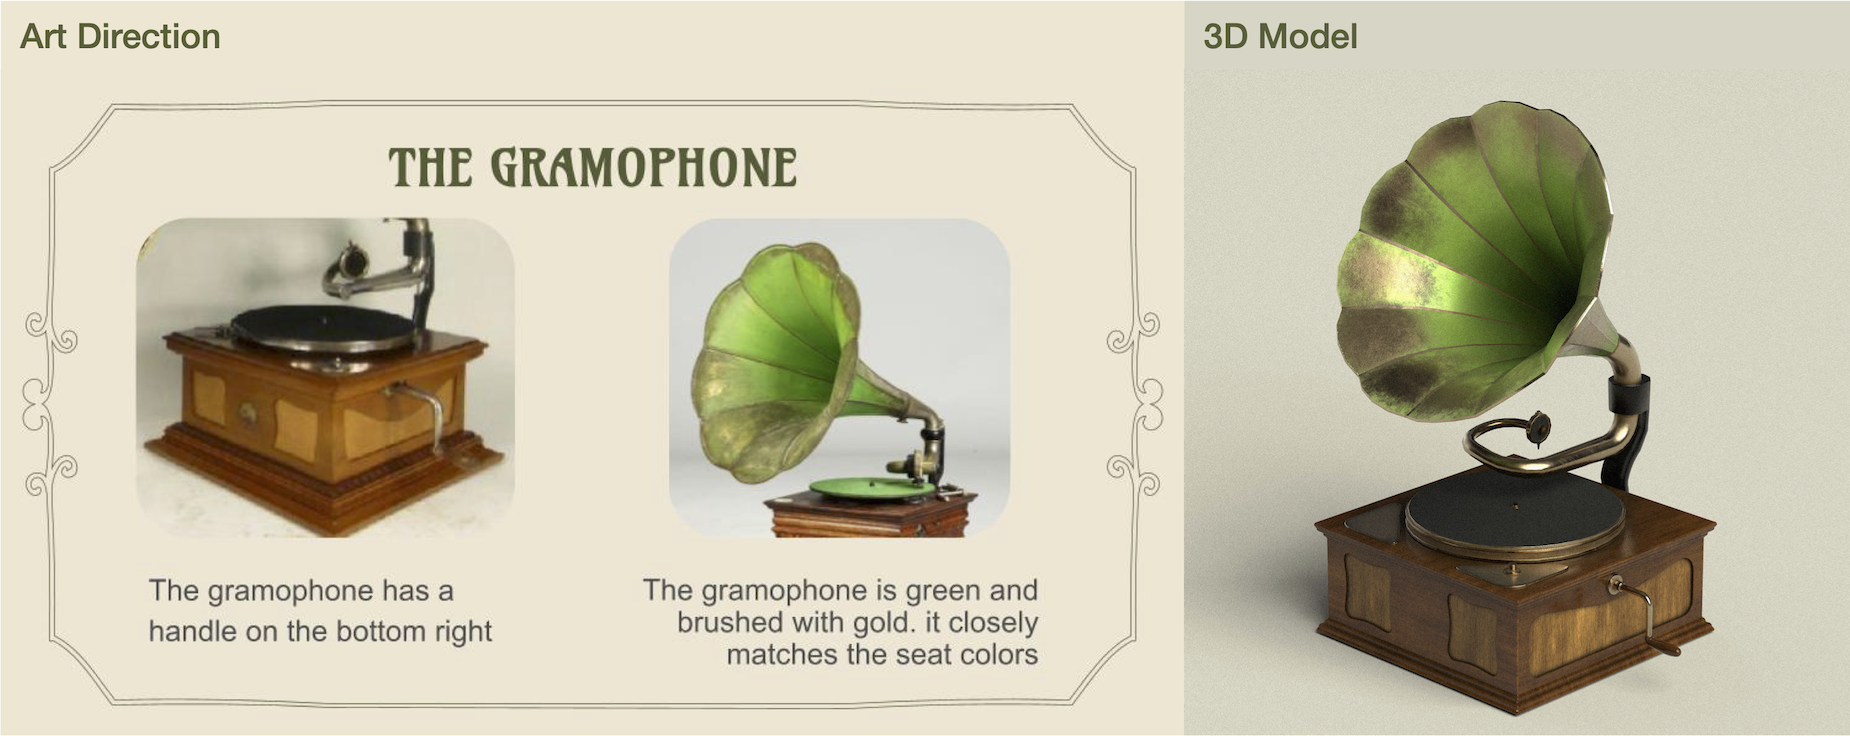 Art Direction
3D Model
THE GRAMOPHONE
The gramophone has a
handle on the bottom right
The gramophone is green and
brushed with gold. it closely
matches the seat colors